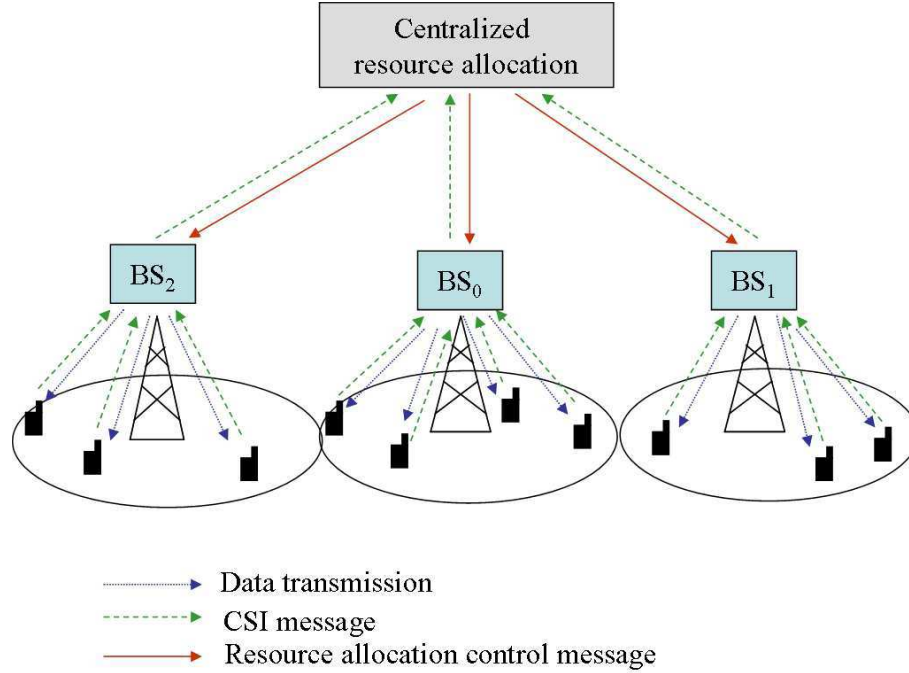 Centralized
resource allocation
BS₂
BS₀
BS₁
Data transmission
CSI message
Resource allocation control message